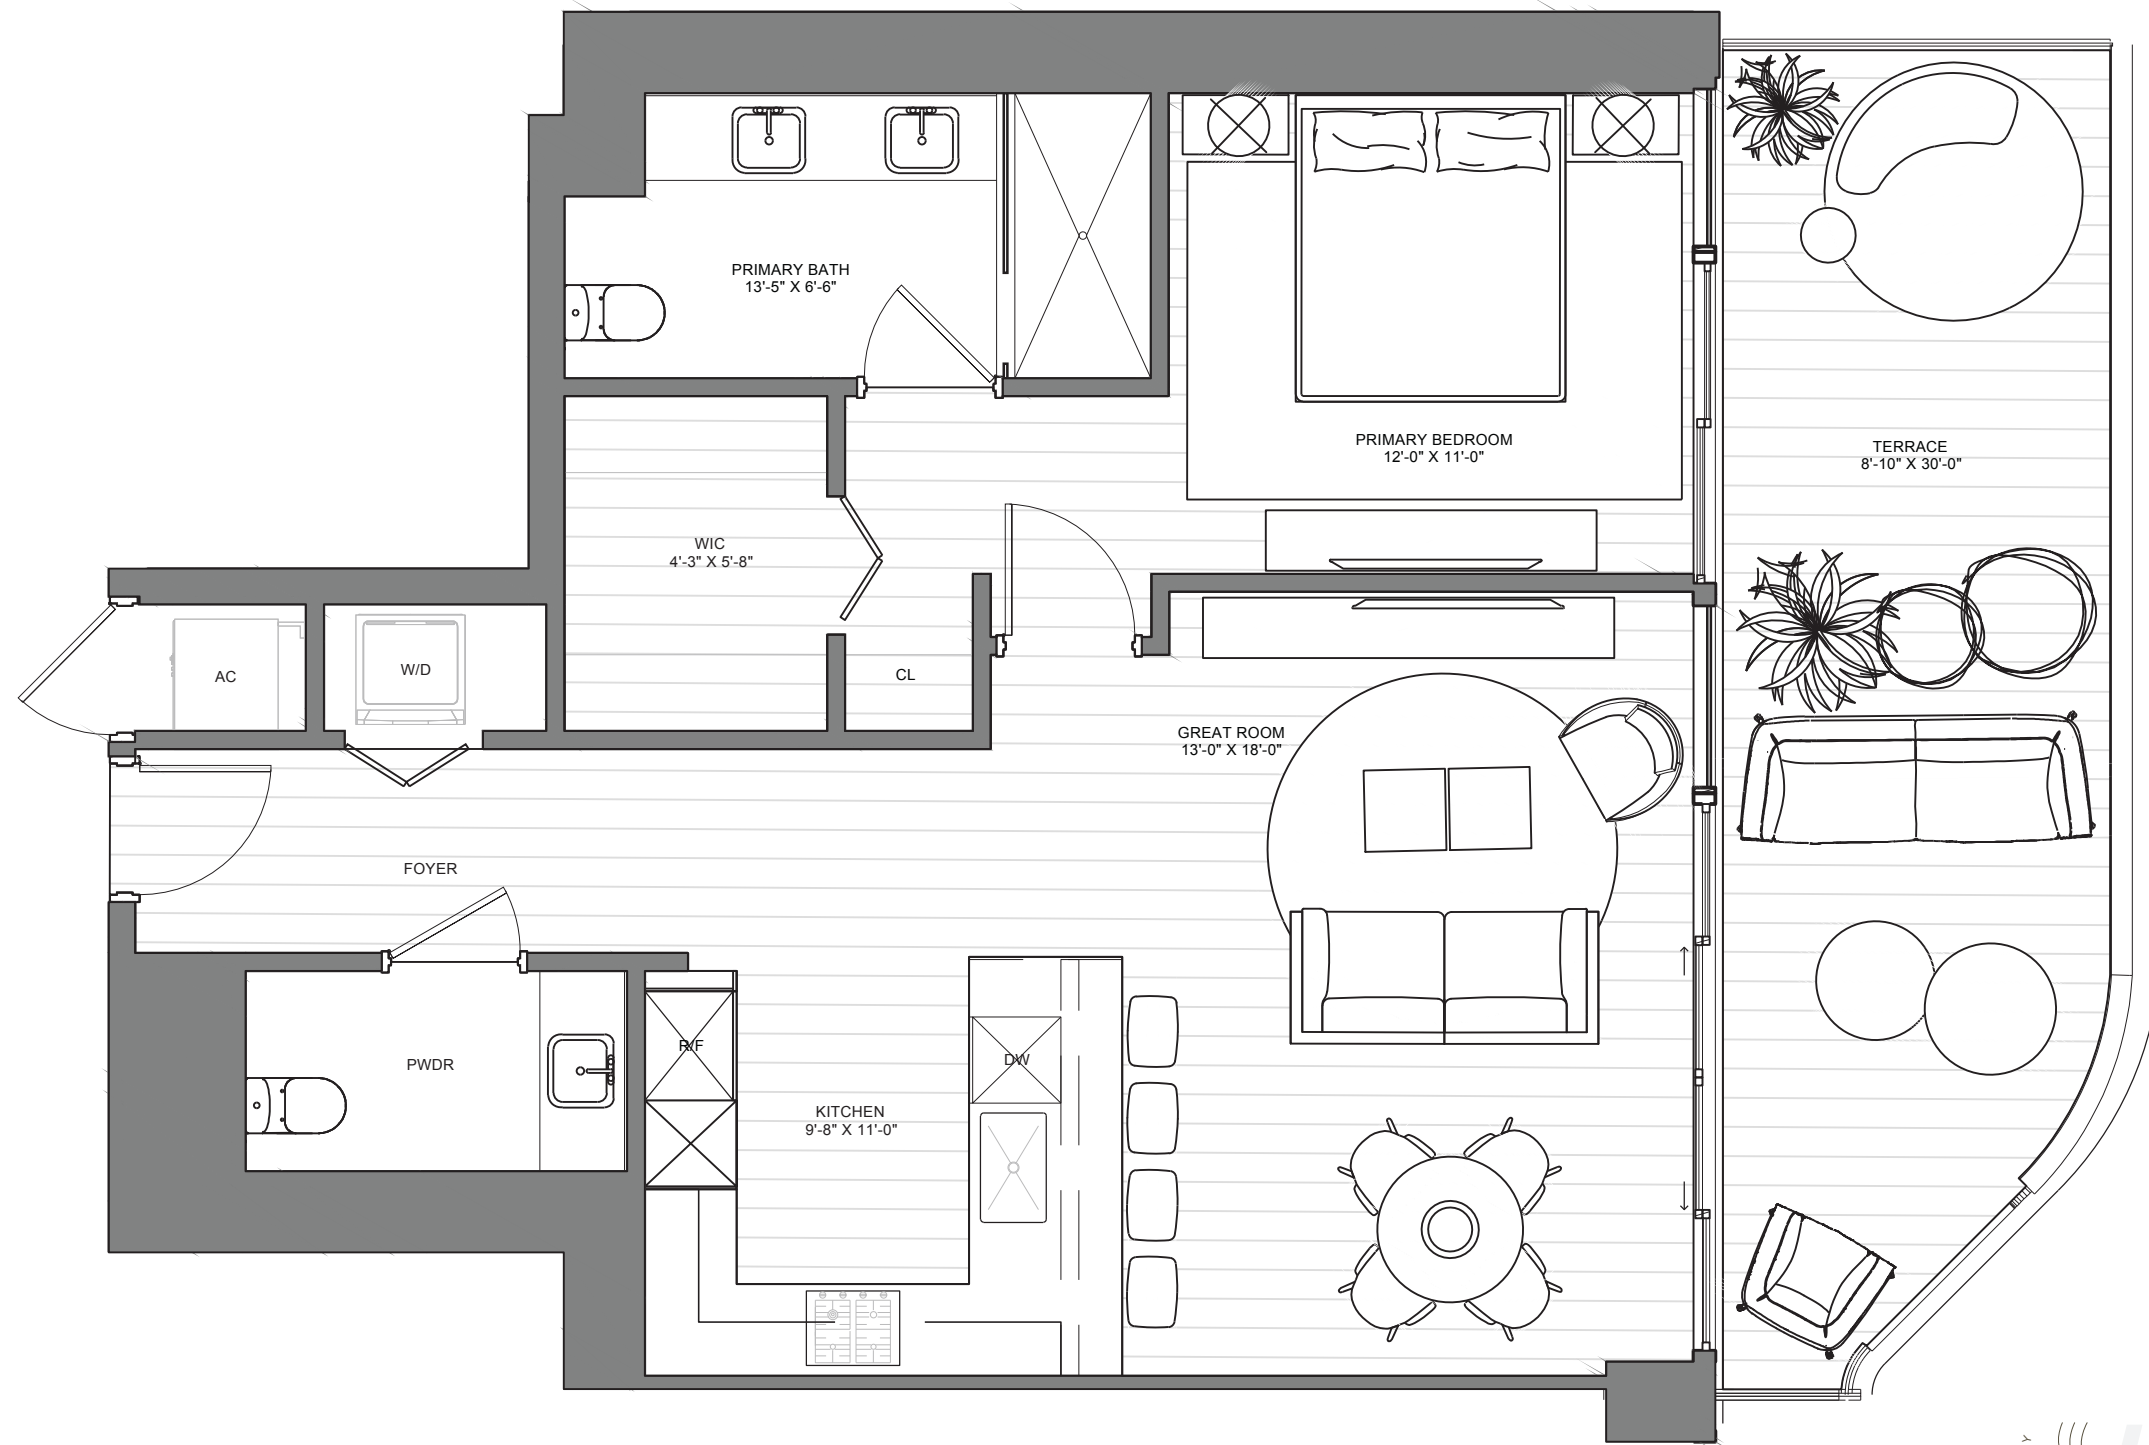 PRIMARY BATH
13'-5" X 6'-6"
PRIMARY BEDROOM
12'-0" X 11'-0"
TERRACE
8'-10" X 30'-0"
WIC
4'-3" X 5'-8"
AC
W/D
CL
GREAT ROOM
13'-0" X 18'-0"
FOYER
PWDR
R/F
DW
KITCHEN
9'-8" X 11'-0"